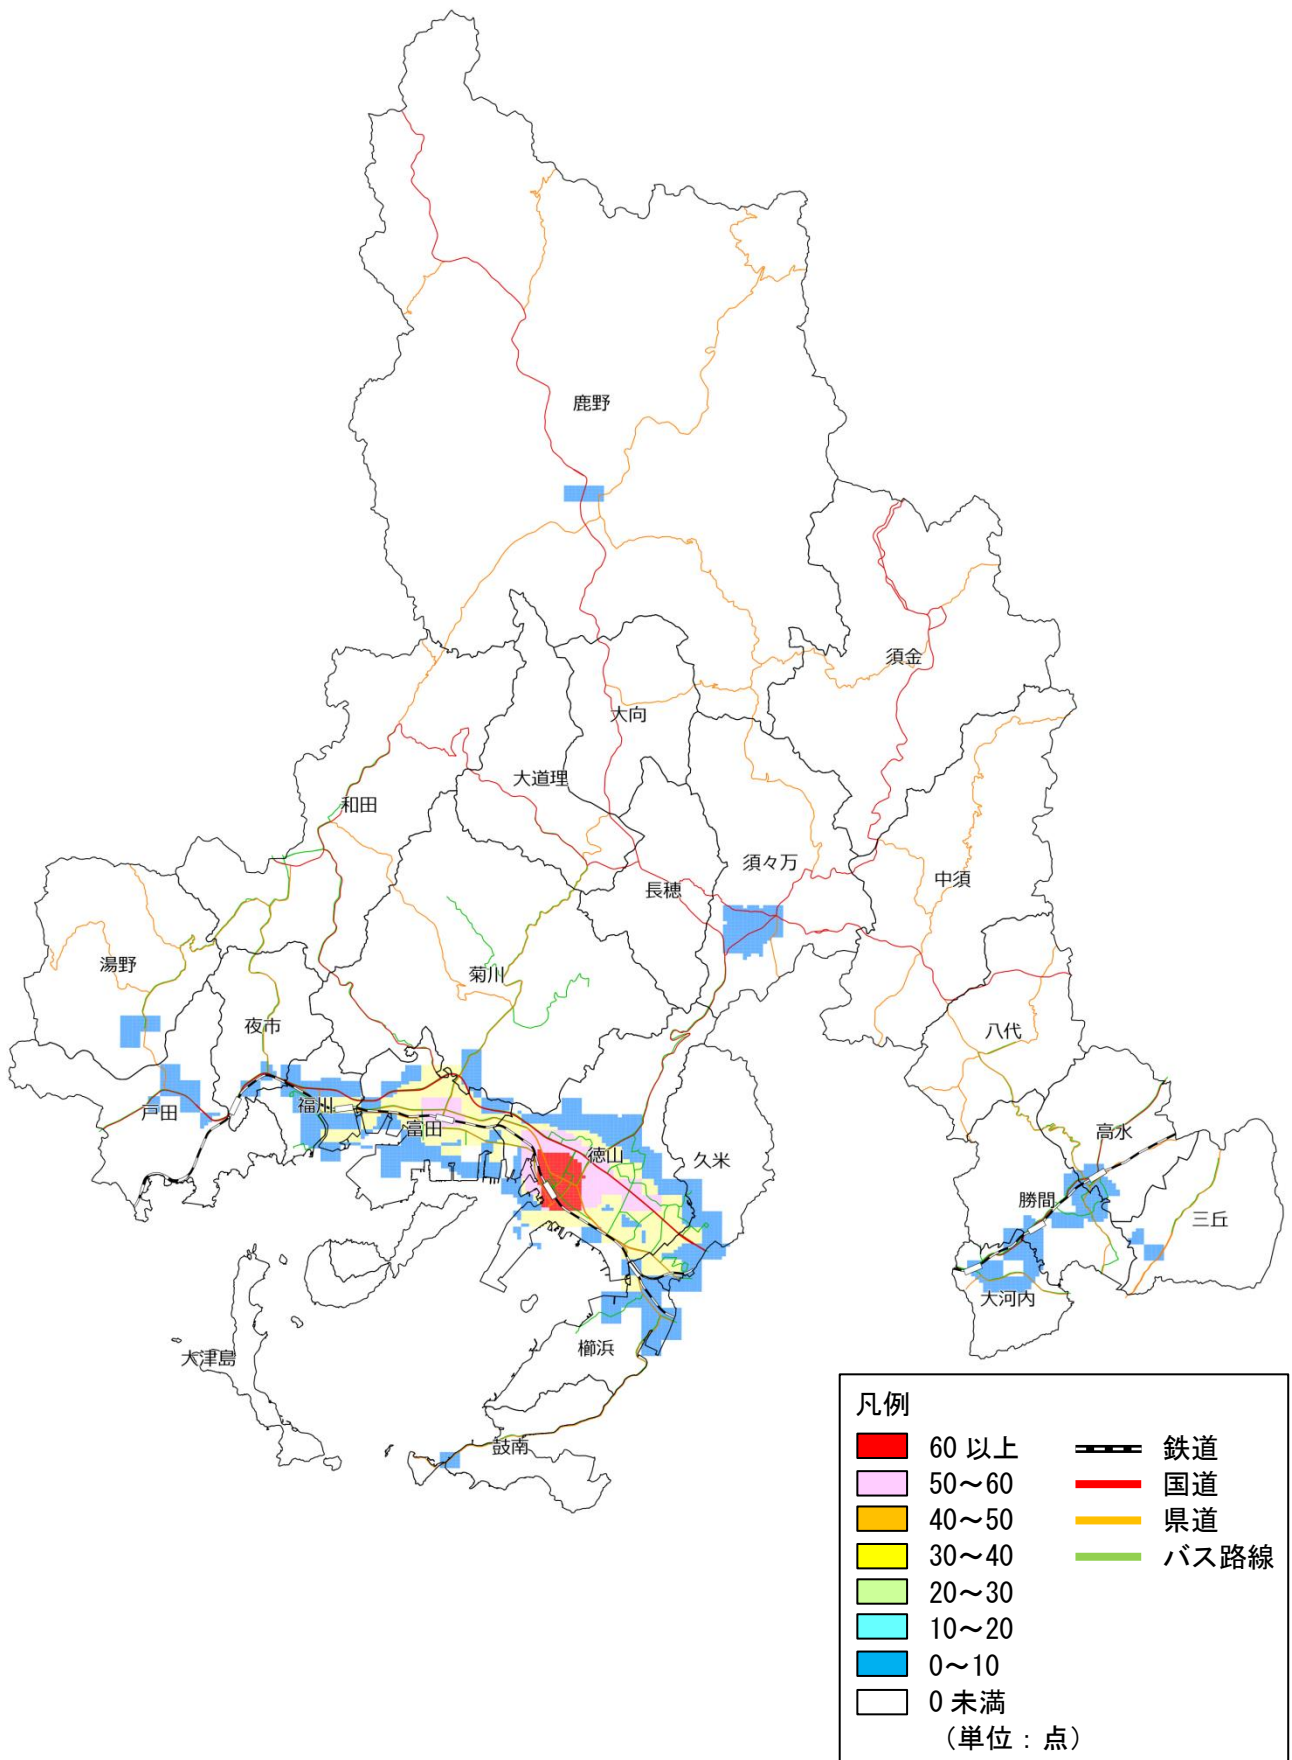 鹿野
須金
大向
大道理
和田
須々万
中須
長穂
湯野
菊川
夜市
八代
戸田
福川
富田
徳山
久米
高水
勝間
三丘
大河内
櫛浜
大津島
鼓南
凡例
60 以上
50～60
40～50
30～40
20～30
10～20
0～10
0 未満
（単位：点）
鉄道
国道
県道
バス路線